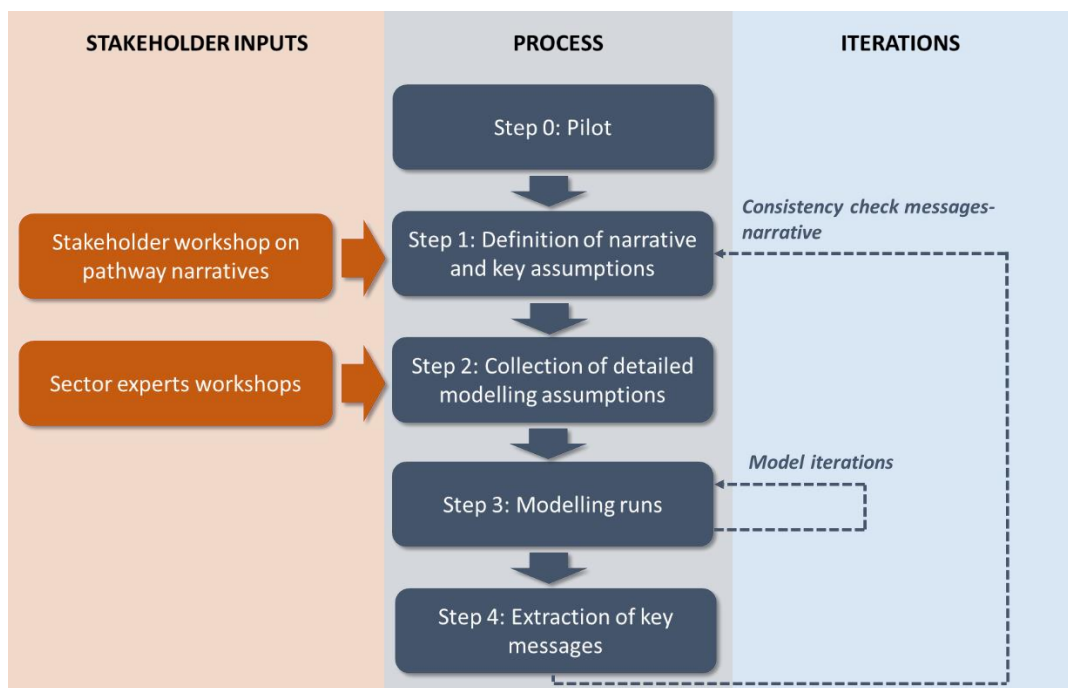 STAKEHOLDER INPUTS
PROCESS
ITERATIONS
Step 0: Pilot
Consistency check messages-
narrative
Stakeholder workshop on
pathway narratives
Step 1: Definition of narrative
and key assumptions
Sector experts workshops
Step 2: Collection of detailed
modelling assumptions
Model iterations
Step 3: Modelling runs
Step 4: Extraction of key
messages